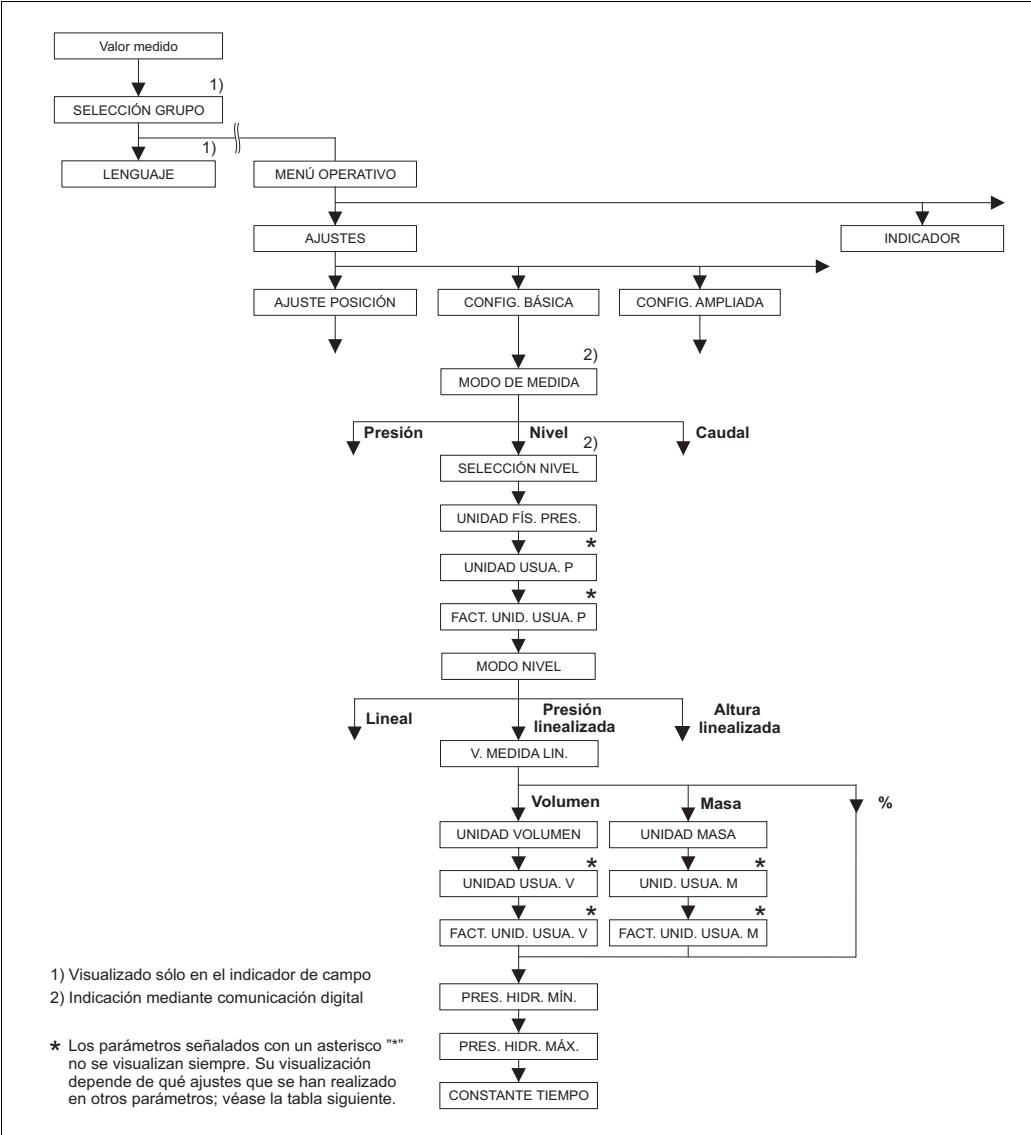 Valor medido
1)
SELECCIÓN GRUPO
1)
LENGUAJE
MENÚ OPERATIVO
AJUSTES
INDICADOR
AJUSTE POSICIÓN
CONFIG. BÁSICA
CONFIG. AMPLIADA
2)
MODO DE MEDIDA
Presión
Nivel
Caudal
2)
SELECCIÓN NIVEL
UNIDAD FÍS. PRES.
*
UNIDAD USUA. P
*
FACT. UNID. USUA. P
MODO NIVEL
Lineal
Presión
linealizada
Altura
linealizada
V. MEDIDA LIN.
Volumen
Masa
%
UNIDAD VOLUMEN
UNIDAD MASA
*
*
UNIDAD USUA. V
UNID. USUA. M
*
*
FACT. UNID. USUA. V
FACT. UNID. USUA. M
PRES. HIDR. MÍN.
PRES. HIDR. MÁX.
CONSTANTE TIEMPO
1) Visualizado sólo en el indicador de campo
2) Indicación mediante comunicación digital
* Los parámetros señalados con un asterisco "*"
no se visualizan siempre. Su visualización
depende de qué ajustes que se han realizado
en otros parámetros; véase la tabla siguiente.